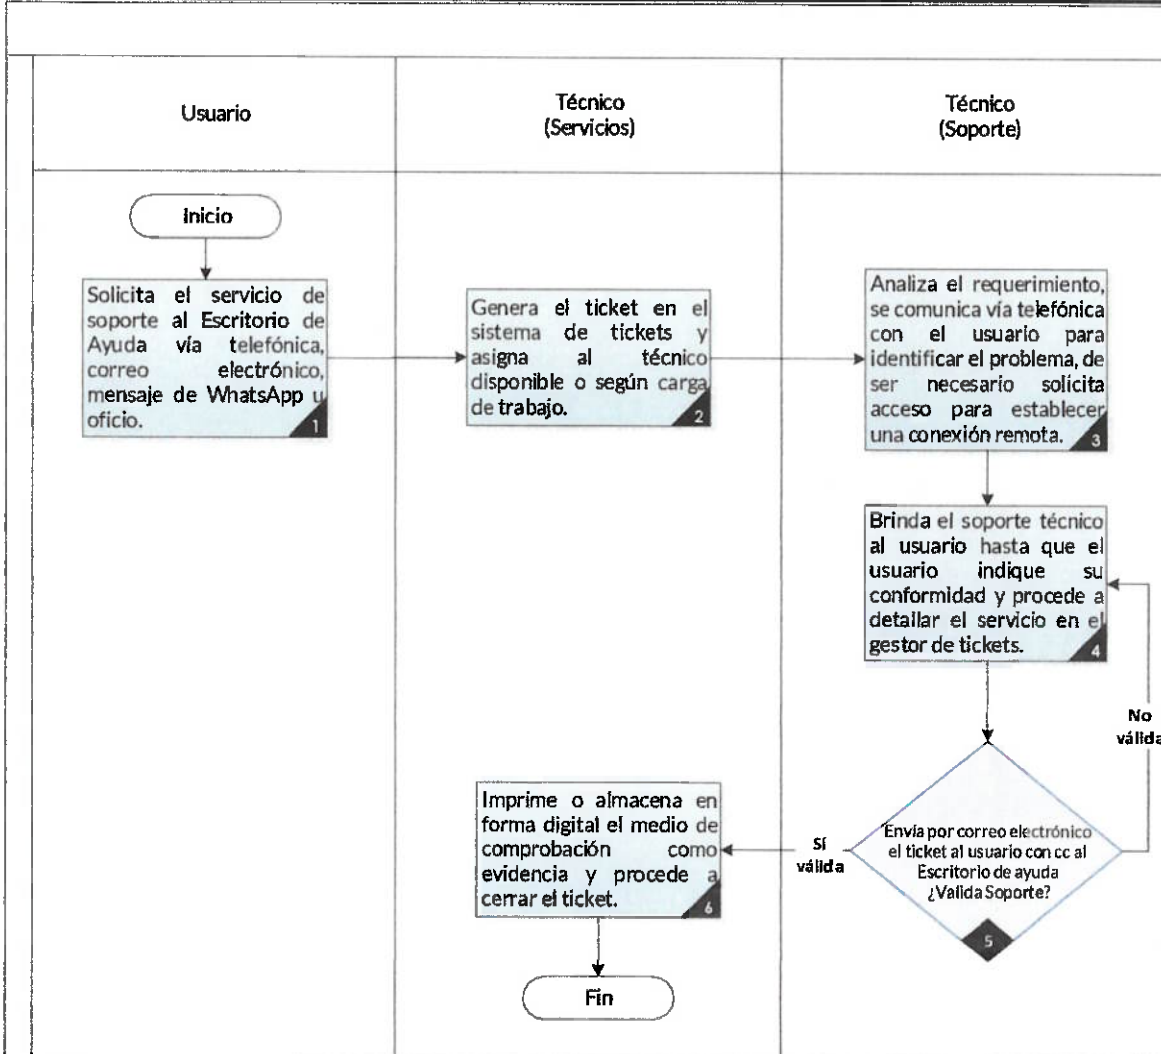 Usuario
Técnico
(Servicios)
Técnico
(Soporte)
Inicio
Solicita el servicio de
soporte al Escritorio de
Ayuda vía telefónica,
correo electrónico,
mensaje de WhatsApp u
oficio.
1
Genera el ticket en el
sistema de tickets y
asigna al técnico
disponible o según carga
de trabajo.
2
Analiza el requerimiento,
se comunica vía telefónica
con el usuario para
identificar el problema, de
ser necesario solicita
acceso para establecer
una conexión remota.
3
Brinda el soporte técnico
al usuario hasta que el
usuario indique su
conformidad y procede a
detallar el servicio en el
gestor de tickets.
4
No
válida
Envía por correo electrónico
el ticket al usuario con cc al
Escritorio de ayuda
¿Valida Soporte?
5
Sí
válida
Imprime o almacena en
forma digital el medio de
comprobación como
evidencia y procede a
cerrar el ticket.
6
Fin